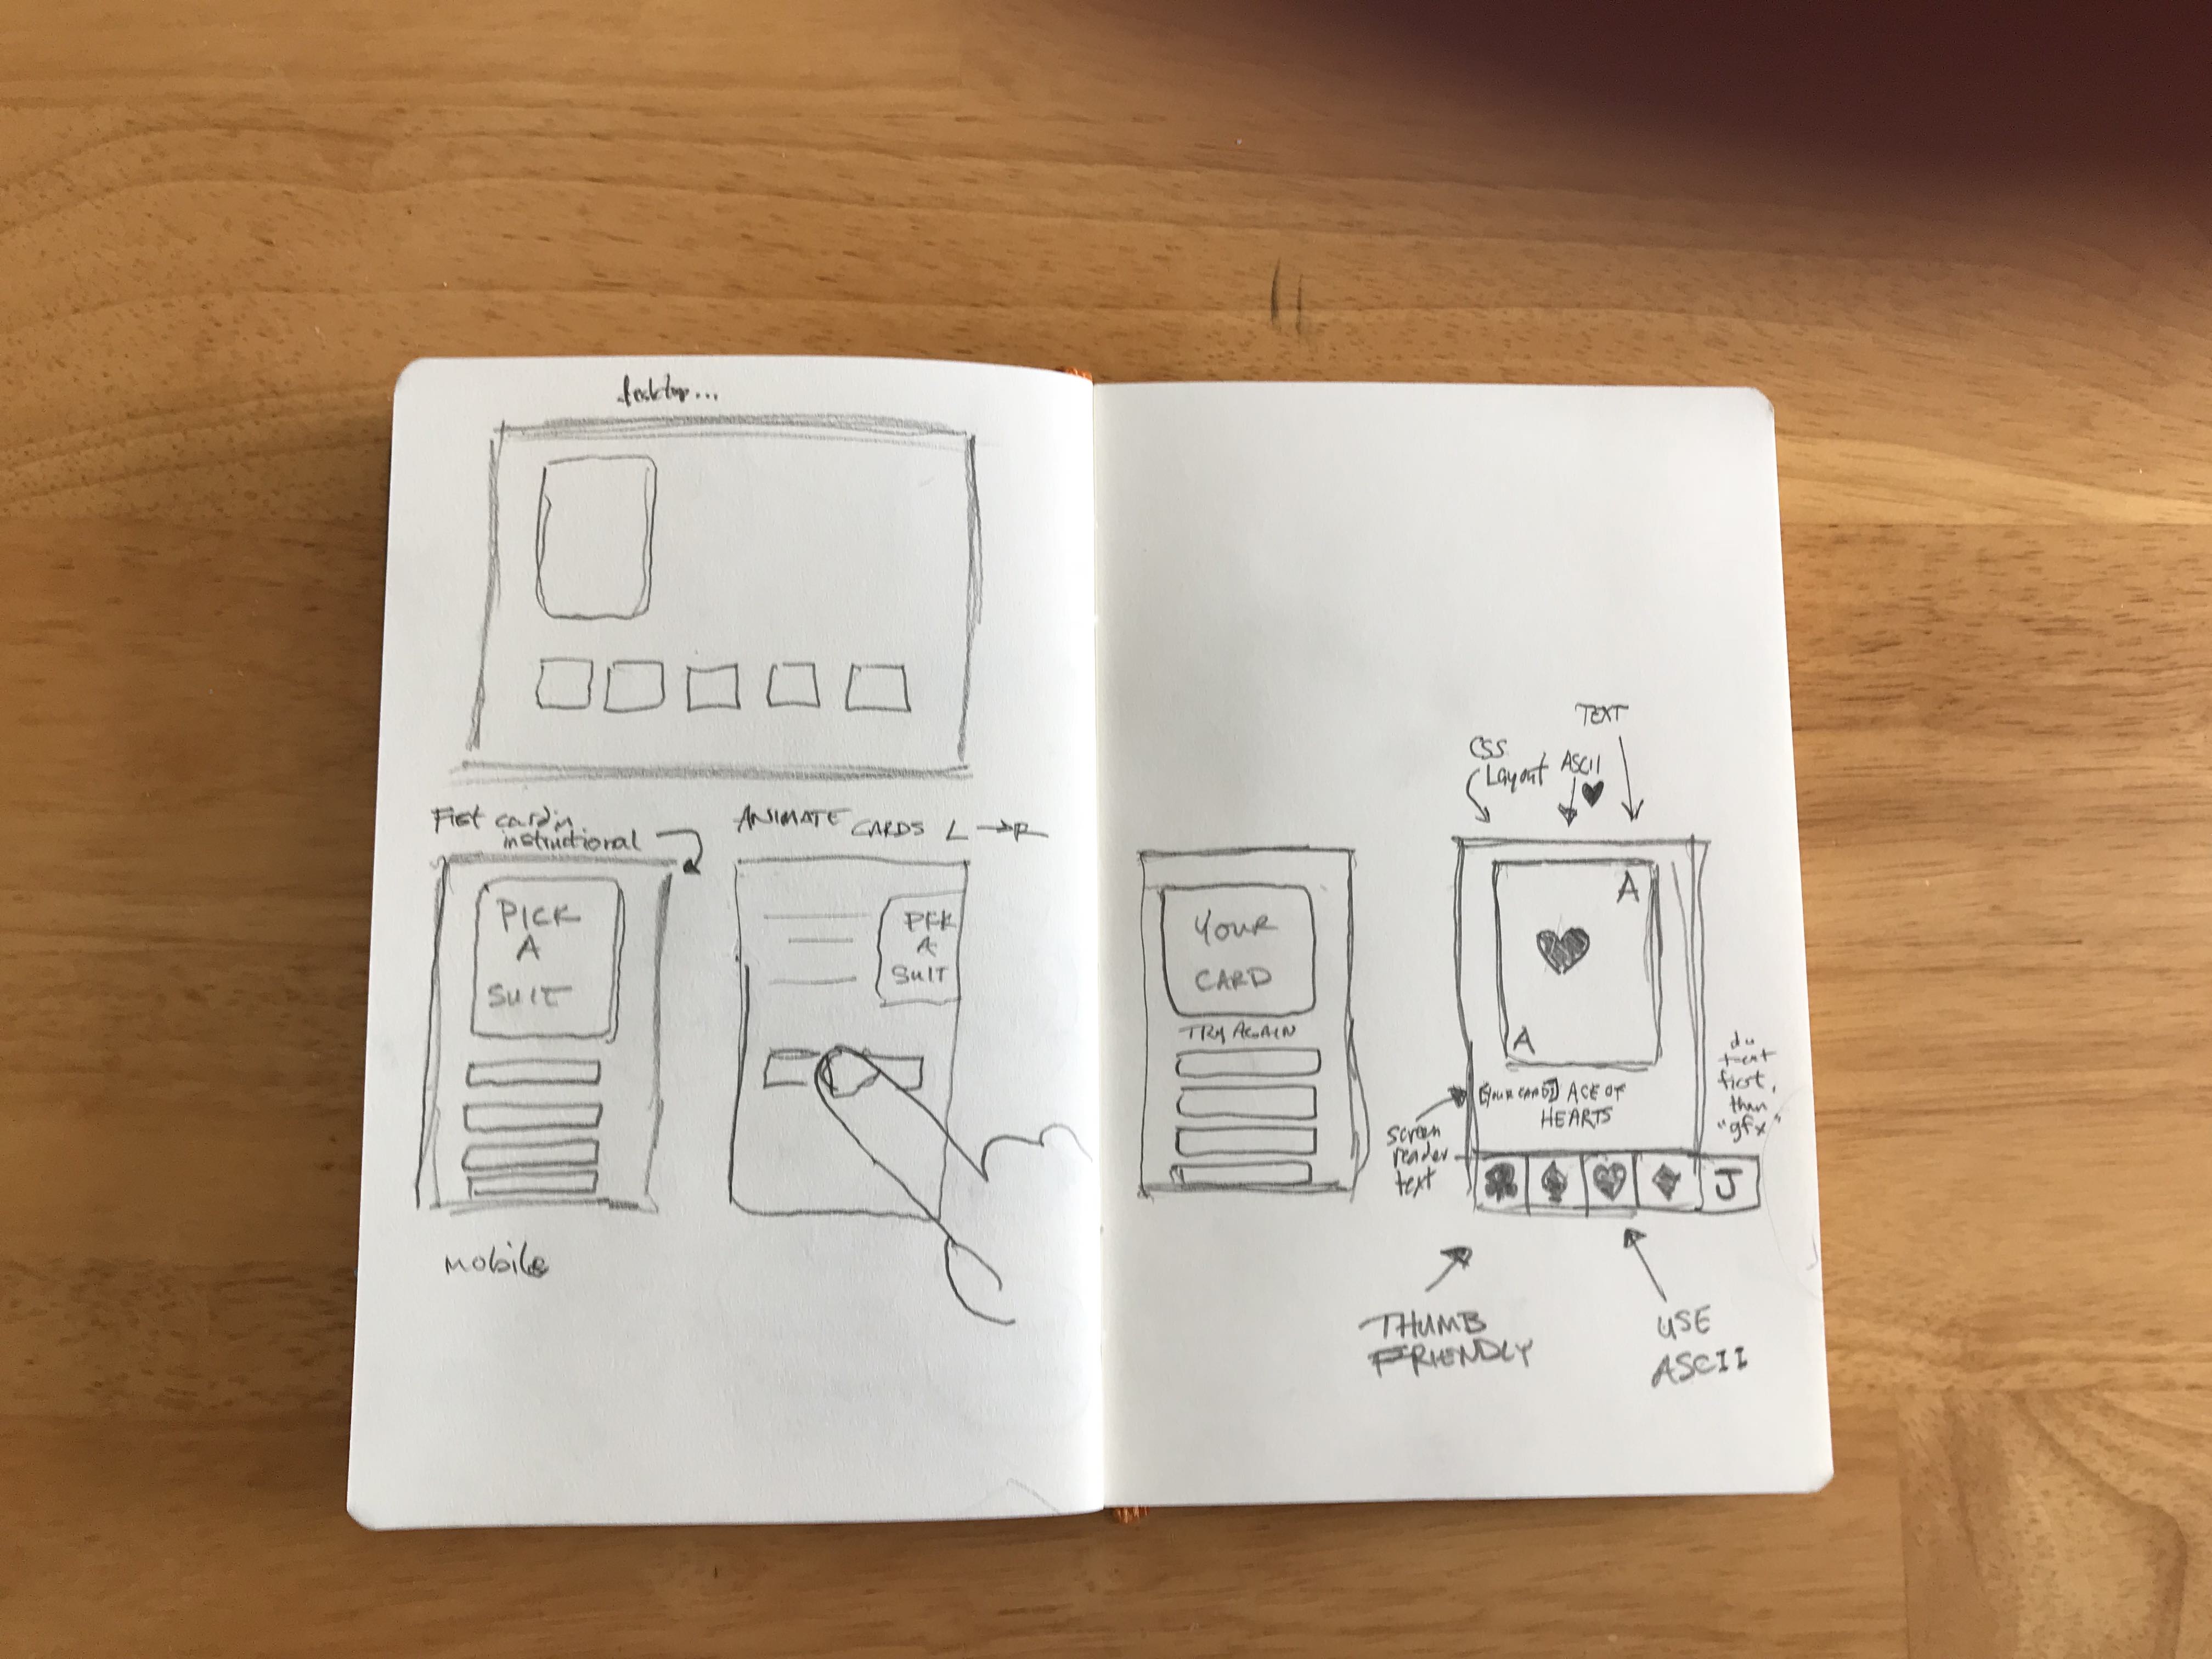 desktop...
First card in
instructional
ANIMATE CARDS L → R
PICK
A
SUIT
PICK
A
SUIT
mobile
YOUR
CARD
TRY AGAIN
TEXT
CSS
Layout
ASCII
♥
A
♥
A
[YOUR CARD] ACE OF
HEARTS
screen
reader
text
do
text
first,
then
"gfx"
♣ ♠ ♥ ♦ J
THUMB
FRIENDLY
USE
ASCII